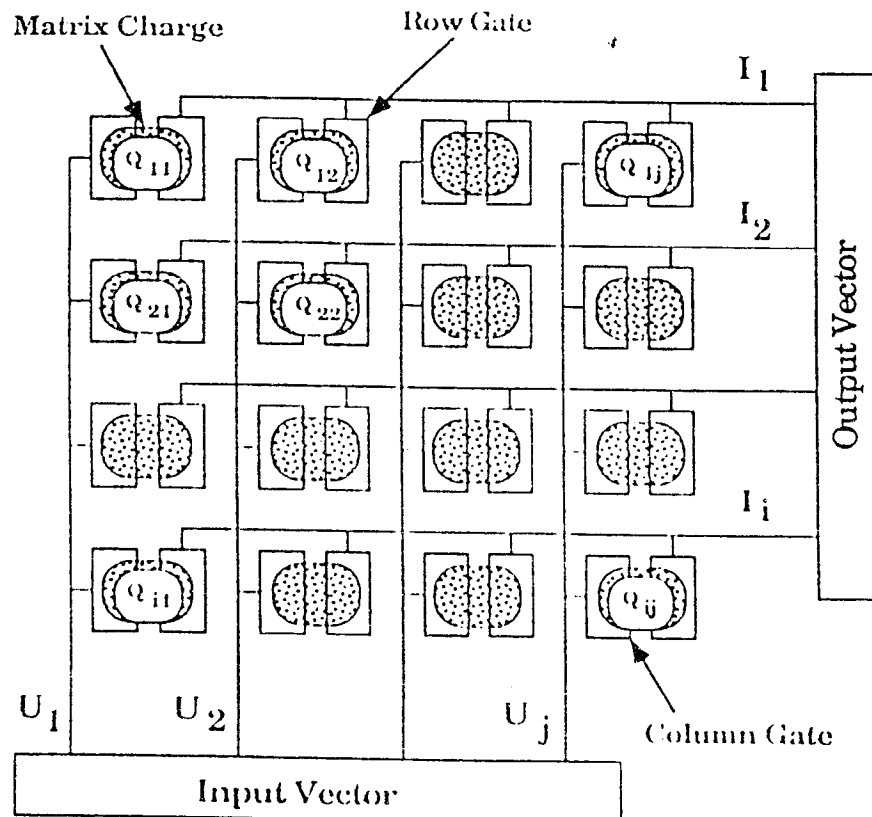 Matrix Charge
Row Gate
I1
Q11
Q12
Q1j
I2
Q21
Q22
Output Vector
Ii
Qi1
Qij
U1
U2
Uj
Column Gate
Input Vector